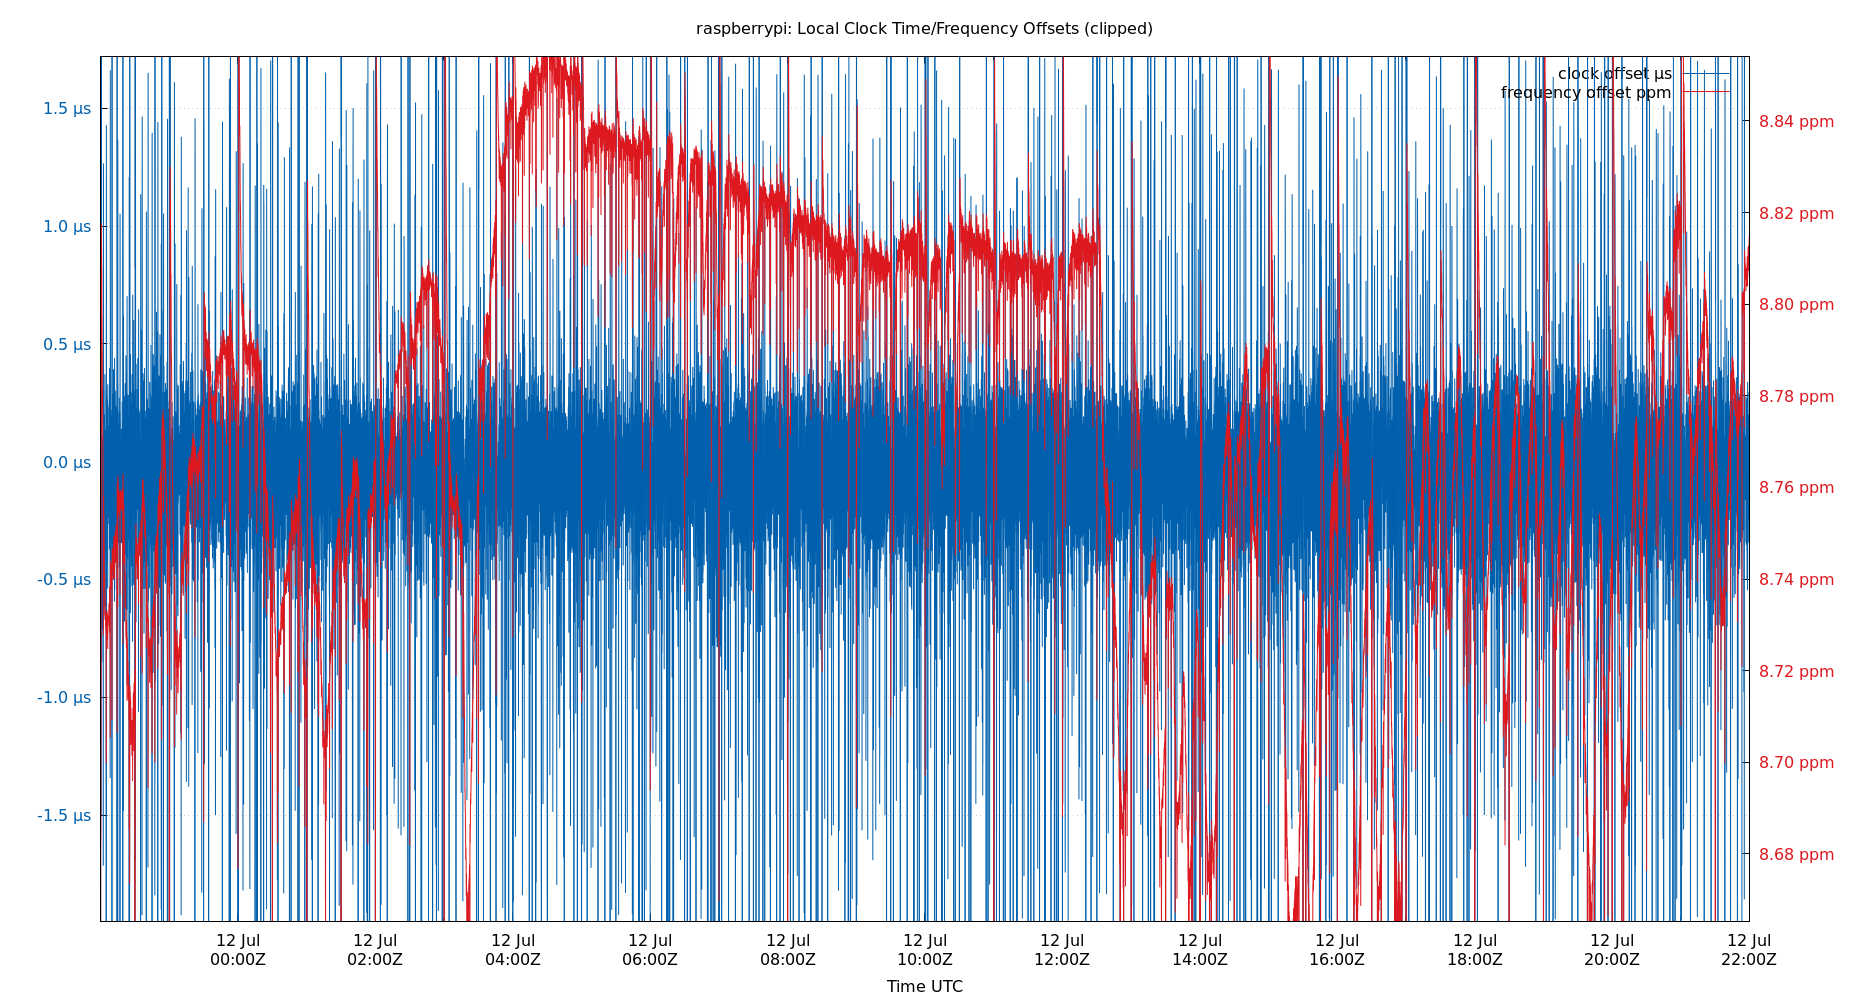 raspberrypi: Local Clock Time/Frequency Offsets (clipped)
clock offset µs
frequency offset ppm
1.5 µs
1.0 µs
0.5 µs
0.0 µs
-0.5 µs
-1.0 µs
-1.5 µs
8.84 ppm
8.82 ppm
8.80 ppm
8.78 ppm
8.76 ppm
8.74 ppm
8.72 ppm
8.70 ppm
8.68 ppm
12 Jul 12 Jul 12 Jul 12 Jul 12 Jul 12 Jul 12 Jul 12 Jul 12 Jul 12 Jul 12 Jul 12 Jul
00:00Z 02:00Z 04:00Z 06:00Z 08:00Z 10:00Z 12:00Z 14:00Z 16:00Z 18:00Z 20:00Z 22:00Z
Time UTC